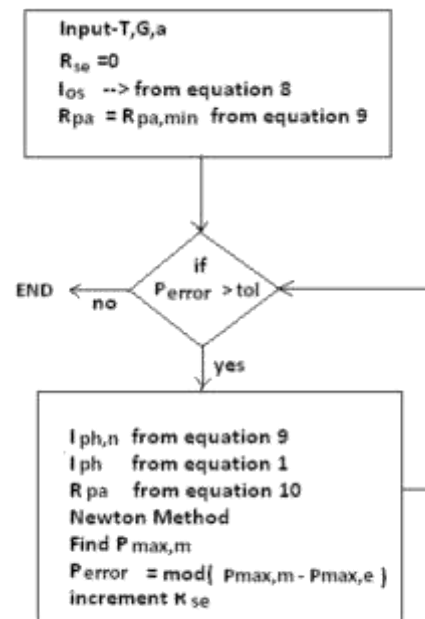 Input-T,G,a
Rse =0
Ios --> from equation 8
Rpa = Rpa,min from equation 9
if
Perror > tol
END
no
yes
Iph,n from equation 9
Iph from equation 1
Rpa from equation 10
Newton Method
Find Pmax,m
Perror = mod( Pmax,m - Pmax,e )
increment Rse